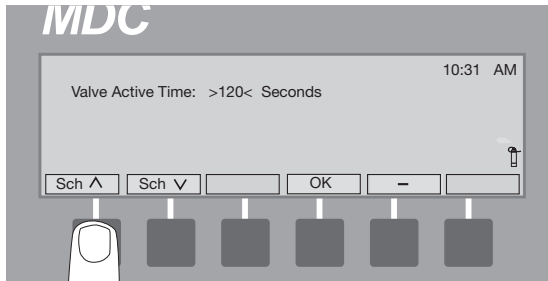 MDC
10:31 AM
Valve Active Time: >120< Seconds
Sch ∧ Sch ∨ OK –